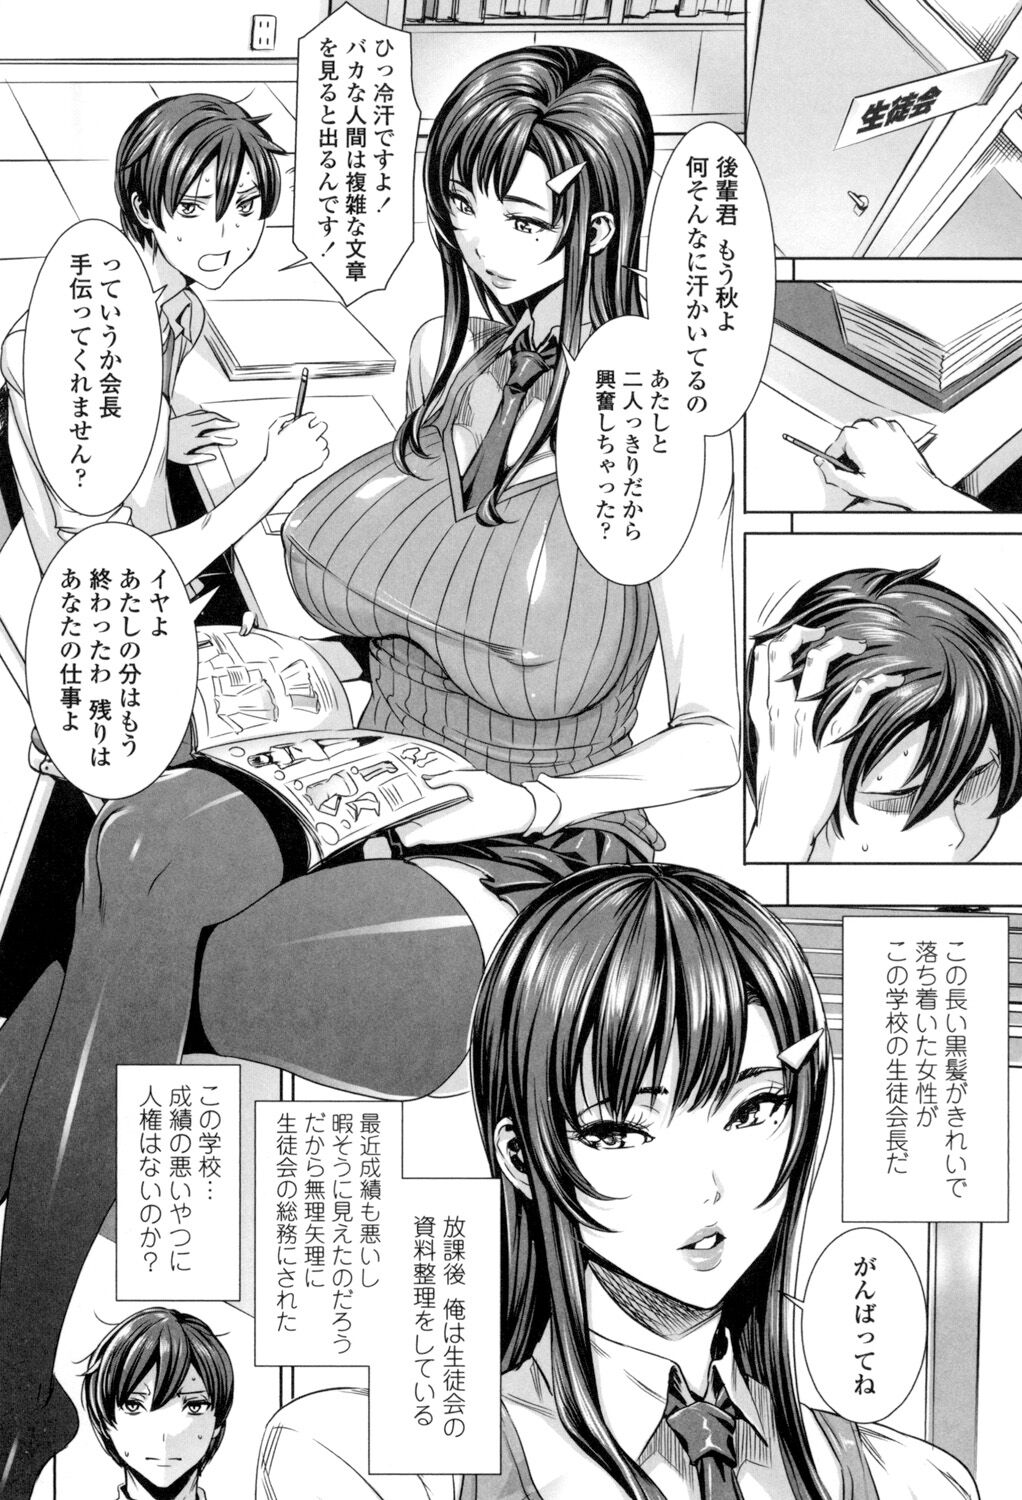 生徒会
後輩君 もう秋よ
何そんなに汗かいてるの
あたしと
二人っきりだから
興奮しちゃった?
ひっ冷汗ですよ!
バカな人間は複雑な文章
を見ると出るんです!
っていうか会長
手伝ってくれません?
イヤよ
あたしの分はもう
終わったわ 残りは
あなたの仕事よ
この長い黒髪がきれいで
落ち着いた女性が
この学校の生徒会長だ
がんばってね
放課後 俺は生徒会の
資料整理をしている
最近成績も悪いし
暇そうに見えたのだろう
だから無理矢理に
生徒会の総務にされた
この学校…
成績の悪いやつに
人権はないのか?